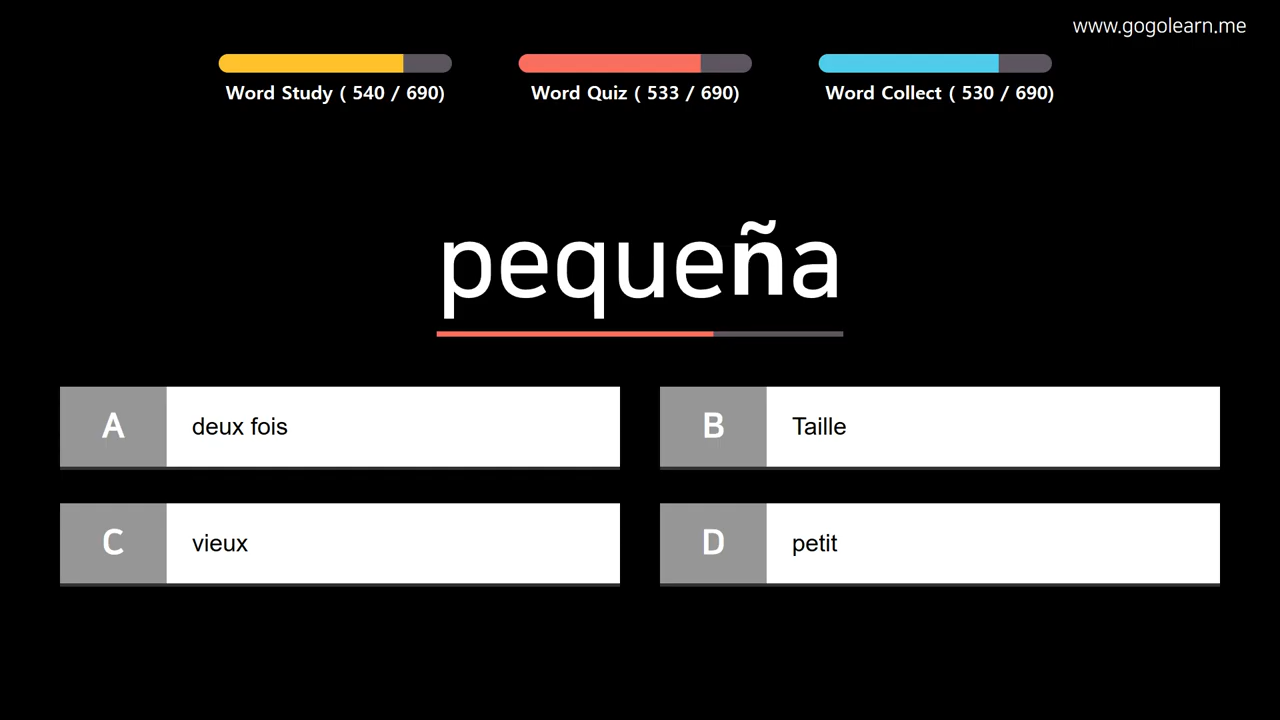 www.gogolearn.me
Word Study ( 540 / 690)
Word Quiz ( 533 / 690)
Word Collect ( 530 / 690)
pequeña
A deux fois
B Taille
C vieux
D petit